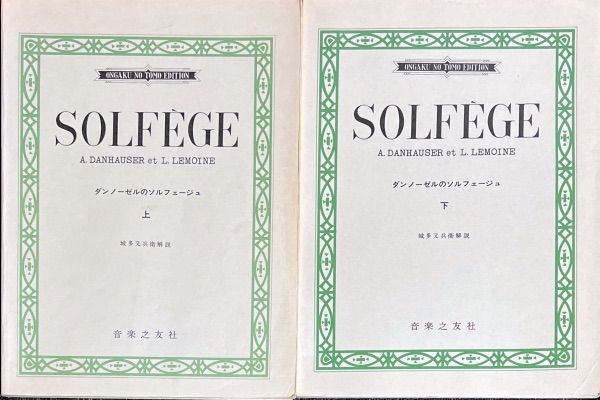 ONGAKU NO TOMO EDITION
SOLFÈGE
A. DANHAUSER et L. LEMOINE
ダンノーゼルのソルフェージュ
上
城多又兵衛解説
音楽之友社
ONGAKU NO TOMO EDITION
SOLFÈGE
A. DANHAUSER et L. LEMOINE
ダンノーゼルのソルフェージュ
下
城多又兵衛解説
音楽之友社